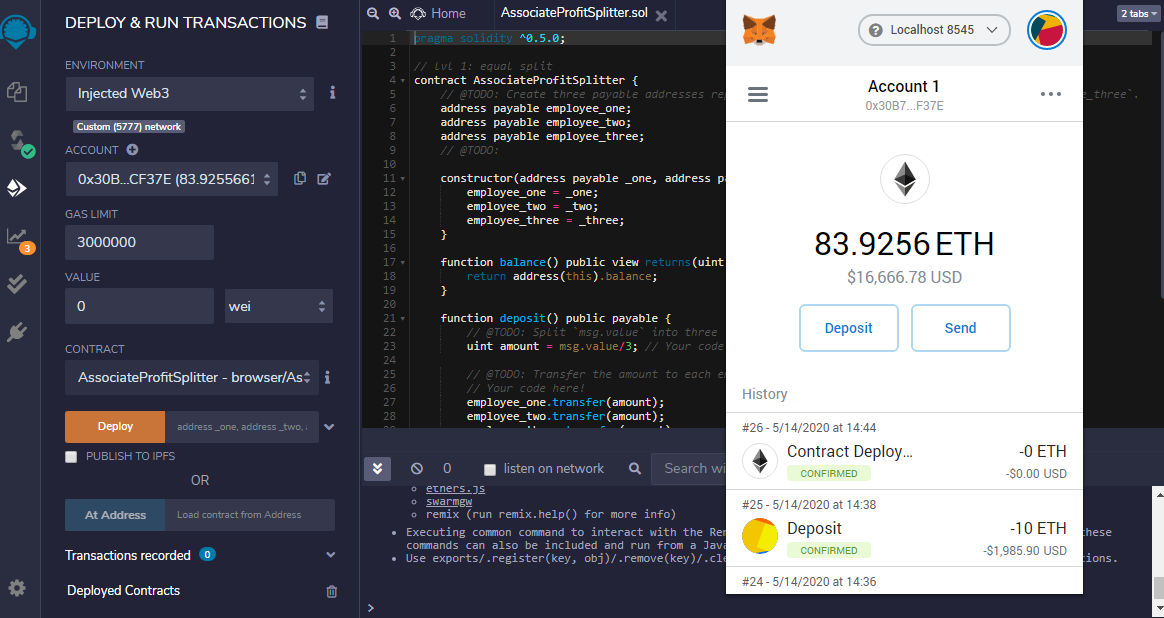 DEPLOY & RUN TRANSACTIONS
ENVIRONMENT
Injected Web3
Custom (5777) network
ACCOUNT
0x30B...CF37E (83.9255661
GAS LIMIT
3000000
VALUE
0
wei
CONTRACT
AssociateProfitSplitter - browser/As
Deploy
address _one, address _two,
PUBLISH TO IPFS
OR
At Address
Load contract from Address
Transactions recorded 0
Deployed Contracts
3
Home
AssociateProfitSplitter.sol
2 tabs
1 pragma solidity ^0.5.0;
2
3 // lvl 1: equal split
4 contract AssociateProfitSplitter {
5 // @TODO: Create three payable addresses re
_three`.
6 address payable employee_one;
7 address payable employee_two;
8 address payable employee_three;
9 // @TODO:
10
11 constructor(address payable _one, address pa
12 employee_one = _one;
13 employee_two = _two;
14 employee_three = _three;
15 }
16
17 function balance() public view returns(uint
18 return address(this).balance;
19 }
20
21 function deposit() public payable {
22 // @TODO: Split `msg.value` into three
23 uint amount = msg.value/3; // Your code
24
25 // @TODO: Transfer the amount to each e
26 // Your code here!
27 employee_one.transfer(amount);
28 employee_two.transfer(amount);
0
listen on network
Search wi
ethers.js
swarmgw
remix (run remix.help() for more info)
Executing common command to interact with the Rem
these
commands can also be included and run from a Java
Use exports/.register(key, obj)/.remove(key)/.cle
tions.
>
Localhost 8545
Account 1
0x30B7...F37E
83.9256 ETH
$16,666.78 USD
Deposit
Send
History
#26 - 5/14/2020 at 14:44
Contract Deploy...
-0 ETH
CONFIRMED
-$0.00 USD
#25 - 5/14/2020 at 14:38
Deposit
-10 ETH
CONFIRMED
-$1,985.90 USD
#24 - 5/14/2020 at 14:36